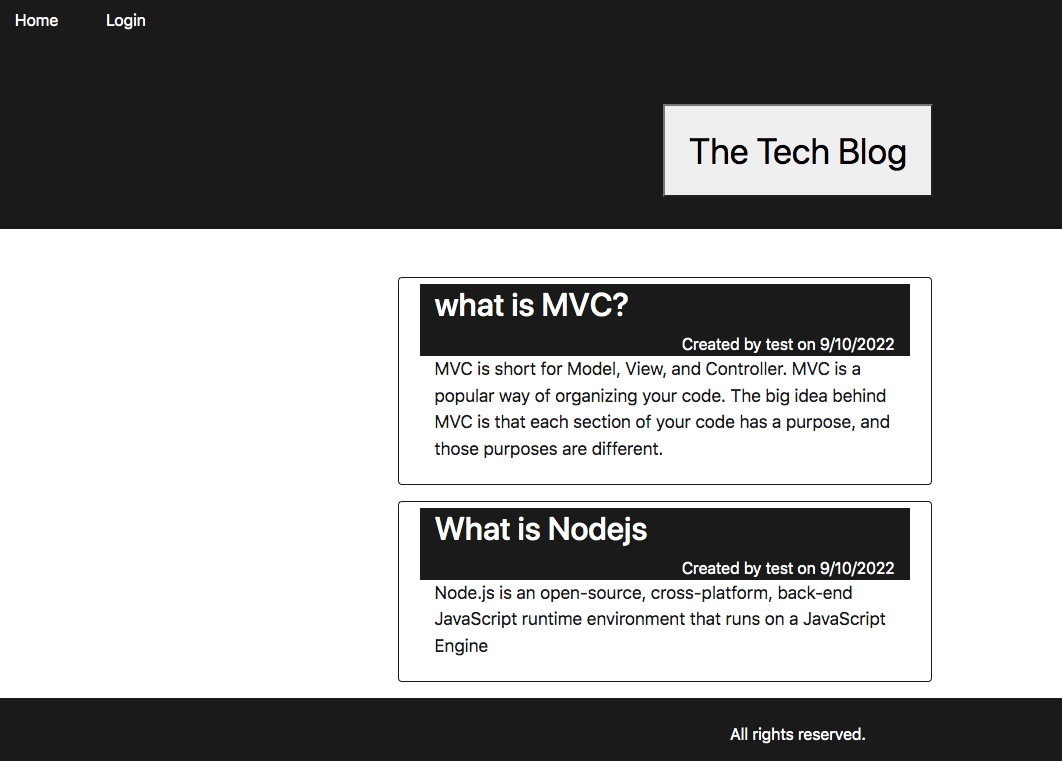 Home Login
The Tech Blog
what is MVC?
Created by test on 9/10/2022
MVC is short for Model, View, and Controller. MVC is a
popular way of organizing your code. The big idea behind
MVC is that each section of your code has a purpose, and
those purposes are different.
What is Nodejs
Created by test on 9/10/2022
Node.js is an open-source, cross-platform, back-end
JavaScript runtime environment that runs on a JavaScript
Engine
All rights reserved.